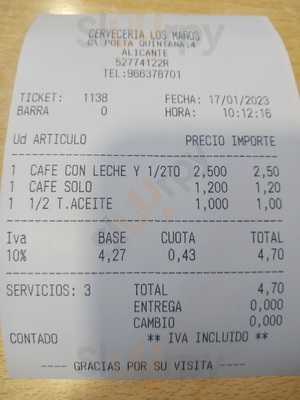 CERVECERIA LOS MAÑOS
CL POETA QUINTANA 4
ALICANTE
52774122R
TEL:966378701
TICKET: 1138 FECHA: 17/01/2023
BARRA 0 HORA: 10:12:16
Ud ARTICULO PRECIO IMPORTE
1 CAFE CON LECHE Y 1/2TO 2,500 2,50
1 CAFE SOLO 1,200 1,20
1 1/2 T.ACEITE 1,000 1,00
Iva BASE CUOTA TOTAL
10% 4,27 0,43 4,70
SERVICIOS: 3 TOTAL 4,70
ENTREGA 0,000
CAMBIO 0,000
CONTADO ** IVA INCLUIDO **
---- GRACIAS POR SU VISITA ----